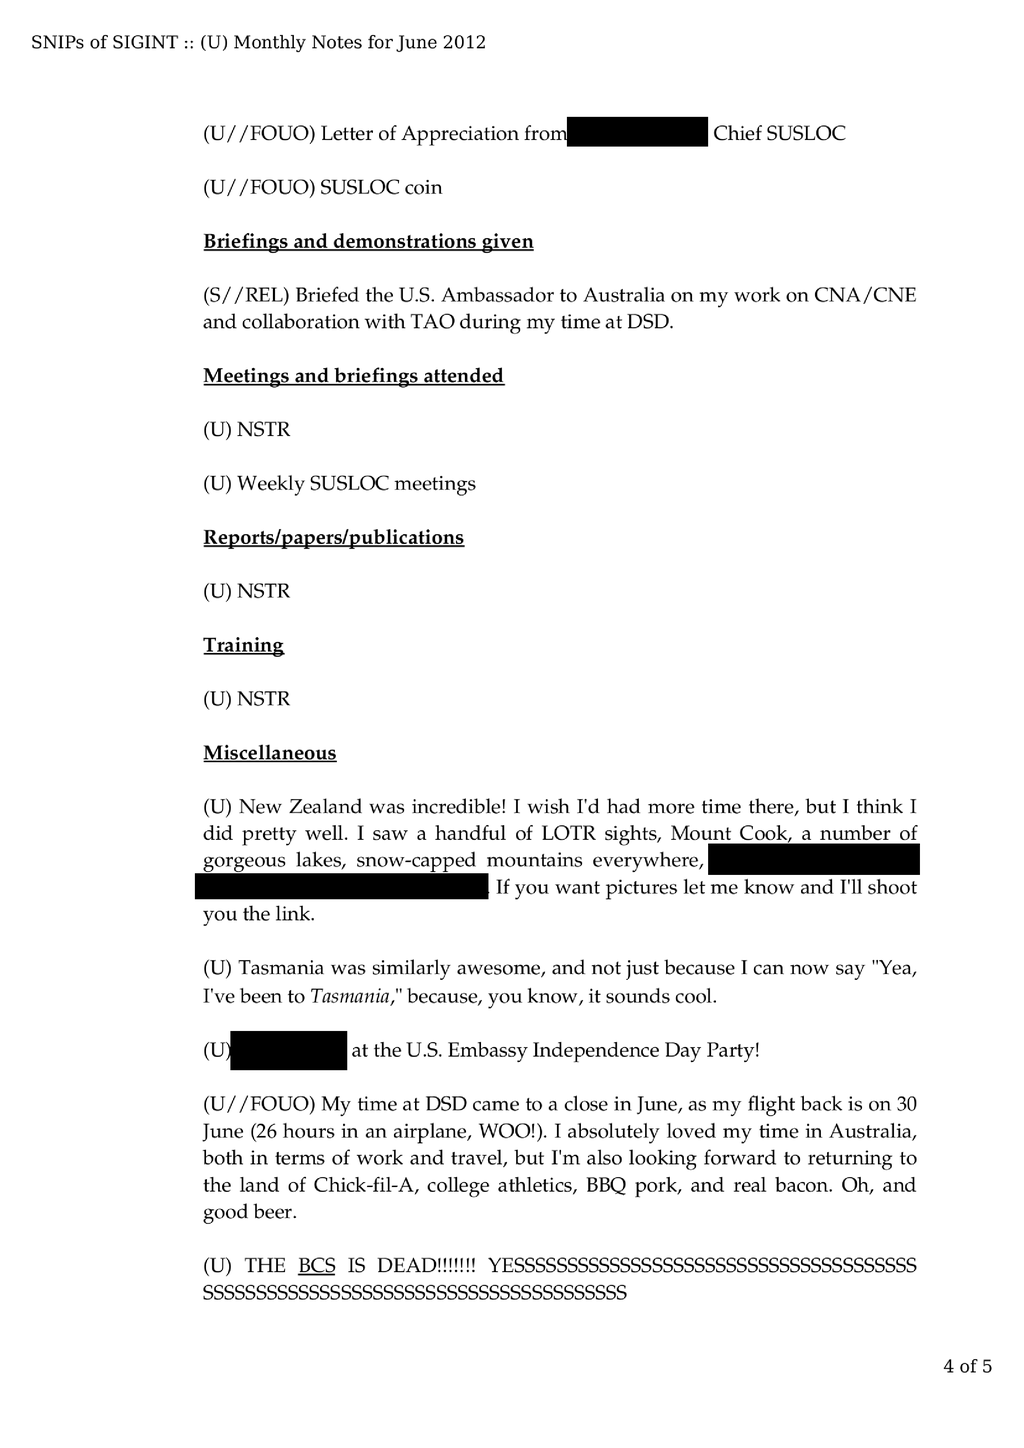 SNIPs of SIGINT :: (U) Monthly Notes for June 2012
(U//FOUO) Letter of Appreciation from Chief SUSLOC
(U//FOUO) SUSLOC coin
Briefings and demonstrations given
(S//REL) Briefed the U.S. Ambassador to Australia on my work on CNA/CNE
and collaboration with TAO during my time at DSD.
Meetings and briefings attended
(U) NSTR
(U) Weekly SUSLOC meetings
Reports/papers/publications
(U) NSTR
Training
(U) NSTR
Miscellaneous
(U) New Zealand was incredible! I wish I'd had more time there, but I think I
did pretty well. I saw a handful of LOTR sights, Mount Cook, a number of
gorgeous lakes, snow-capped mountains everywhere,
. If you want pictures let me know and I'll shoot
you the link.
(U) Tasmania was similarly awesome, and not just because I can now say "Yea,
I've been to Tasmania," because, you know, it sounds cool.
(U) at the U.S. Embassy Independence Day Party!
(U//FOUO) My time at DSD came to a close in June, as my flight back is on 30
June (26 hours in an airplane, WOO!). I absolutely loved my time in Australia,
both in terms of work and travel, but I'm also looking forward to returning to
the land of Chick-fil-A, college athletics, BBQ pork, and real bacon. Oh, and
good beer.
(U) THE BCS IS DEAD!!!!!!! YESSSSSSSSSSSSSSSSSSSSSSSSSSSSSSSSSSSSSS
SSSSSSSSSSSSSSSSSSSSSSSSSSSSSSSSSSSSSSSS
4 of 5